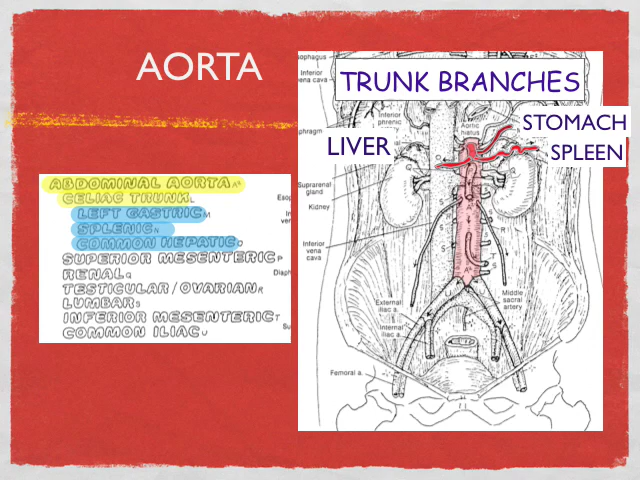 AORTA
ABDOMINAL AORTA
CELIAC TRUNK L
LEFT GASTRIC M
SPLENIC N
COMMON HEPATIC O
SUPERIOR MESENTERIC P
RENAL Q
TESTICULAR/OVARIAN R
LUMBAR S
INFERIOR MESENTERIC T
COMMON ILIAC U
TRUNK BRANCHES
STOMACH
SPLEEN
LIVER
Inferior
vena cava
Inferior
phrenic
Aortic
hiatus
Suprarenal
gland
Kidney
Inferior
vena cava
External
iliac a.
Internal
iliac a.
Middle
sacral
artery
Femoral a.